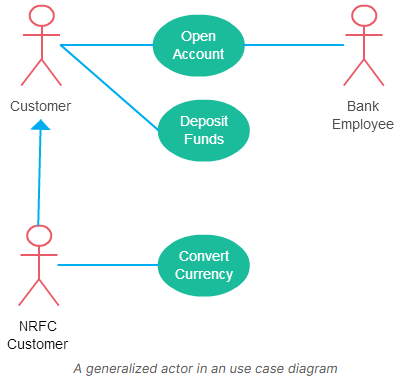 Open
Account
Customer
Bank
Employee
Deposit
Funds
Convert
Currency
NRFC
Customer
A generalized actor in an use case diagram